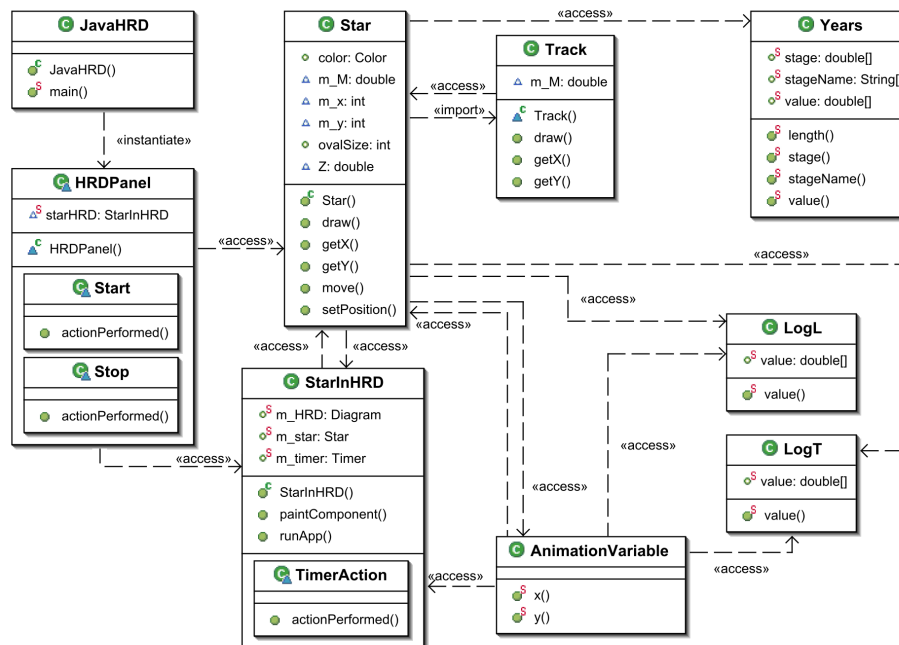 JavaHRD
JavaHRD()
main()
«instantiate»
HRDPanel
starHRD: StarInHRD
HRDPanel()
Start
actionPerformed()
Stop
actionPerformed()
«access»
«access»
Star
color: Color
m_M: double
m_x: int
m_y: int
ovalSize: int
Z: double
Star()
draw()
getX()
getY()
move()
setPosition()
«access»
«access»
«import»
Track
m_M: double
Track()
draw()
getX()
getY()
Years
stage: double[]
stageName: String[
value: double[]
length()
stage()
stageName()
value()
«access»
«access»
«access»
«access»
«access»
StarInHRD
m_HRD: Diagram
m_star: Star
m_timer: Timer
StarInHRD()
paintComponent()
runApp()
TimerAction
actionPerformed()
LogL
value: double[]
value()
«access»
«access»
LogT
value: double[]
value()
«access»
AnimationVariable
x()
y()
«access»